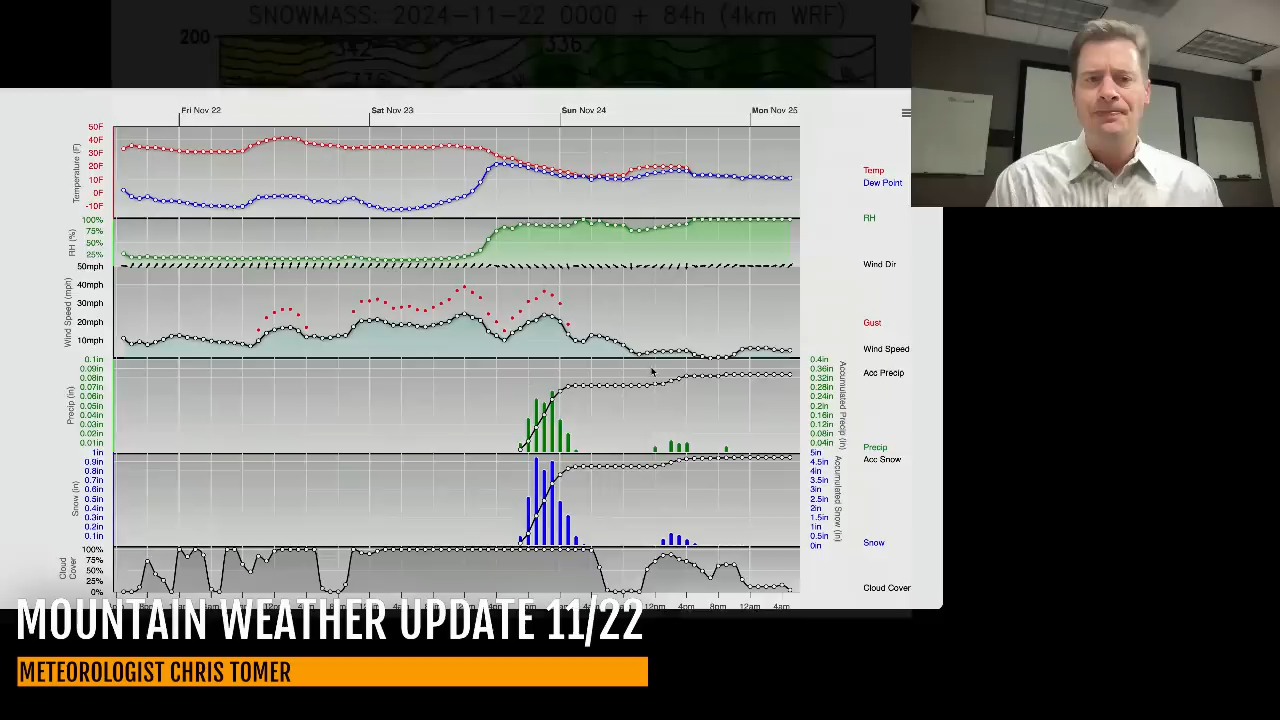 SNOWMASS: 2024-11-22 0000 + 84h (4km WRF)
200
342
336
Fri Nov 22
Sat Nov 23
Sun Nov 24
Mon Nov 25
Temperature (F)
50F
40F
30F
20F
10F
0F
-10F
Temp
Dew Point
RH (%)
100%
75%
50%
25%
RH
Wind Dir
Wind Speed (mph)
50mph
40mph
30mph
20mph
10mph
Gust
Wind Speed
Precip (in)
0.1in
0.09in
0.08in
0.07in
0.06in
0.05in
0.04in
0.03in
0.02in
0.01in
0.4in
0.36in
0.32in
0.28in
0.24in
0.2in
0.16in
0.12in
0.08in
0.04in
Accumulated Precip (in)
Acc Precip
Precip
Snow (in)
1in
0.9in
0.8in
0.7in
0.6in
0.5in
0.4in
0.3in
0.2in
0.1in
5in
4.5in
4in
3.5in
3in
2.5in
2in
1.5in
1in
0.5in
0in
Accumulated Snow (in)
Acc Snow
Snow
Cloud
Cover
100%
75%
50%
25%
0%
Cloud Cover
12pm 4pm 8pm 12am 4am
MOUNTAIN WEATHER UPDATE 11/22
METEOROLOGIST CHRIS TOMER